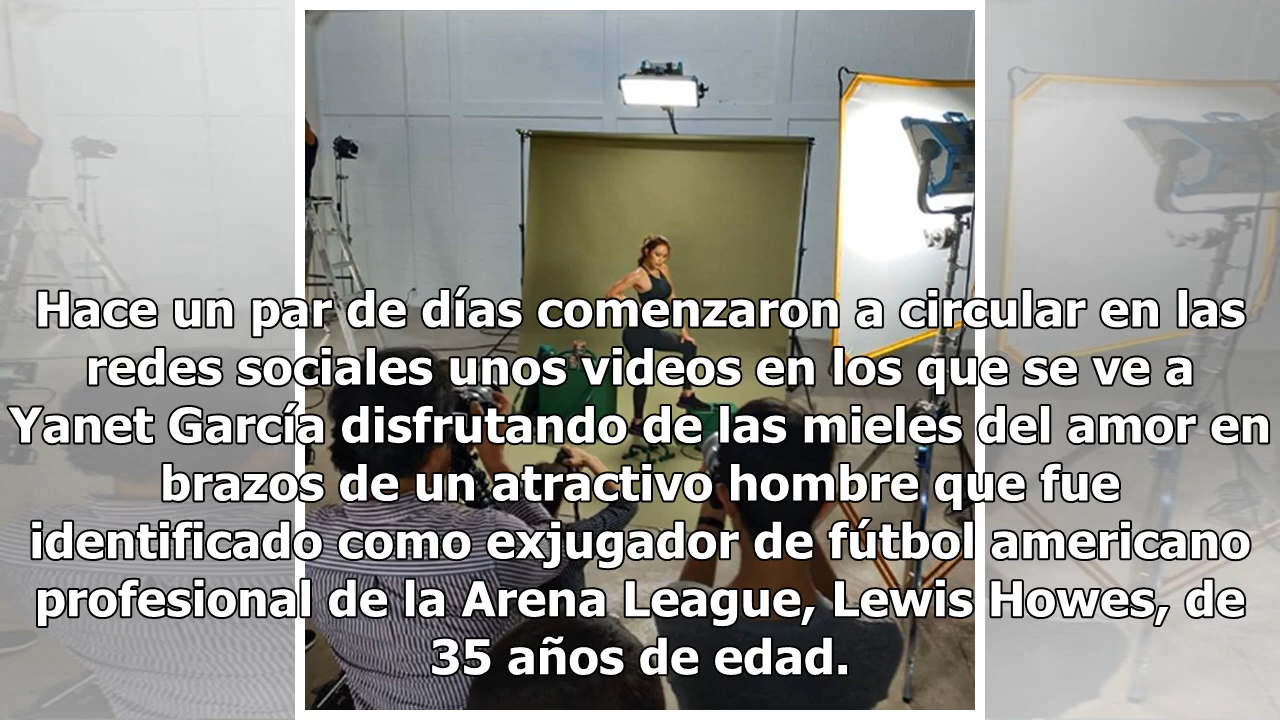 Hace un par de días comenzaron a circular en las
redes sociales unos videos en los que se ve a
Yanet García disfrutando de las mieles del amor en
brazos de un atractivo hombre que fue
identificado como exjugador de fútbol americano
profesional de la Arena League, Lewis Howes, de
35 años de edad.